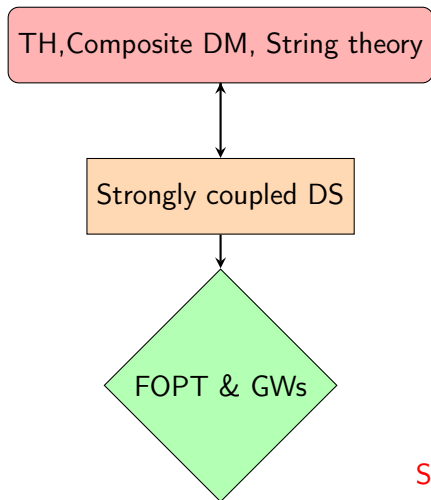 TH,Composite DM, String theory
Strongly coupled DS
FOPT & GWs
S